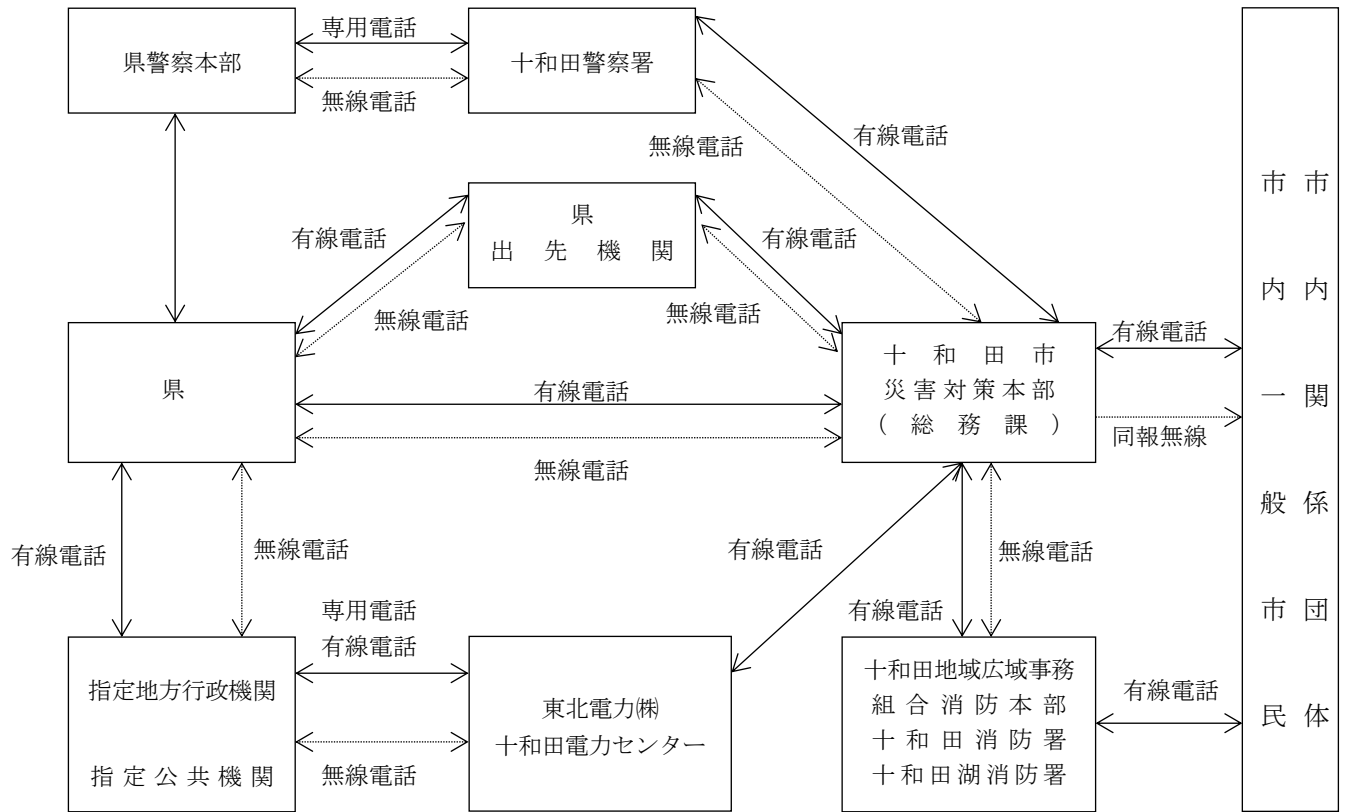 専用電話
県警察本部
十和田警察署
無線電話
有線電話
無線電話
県
出先機関
有線電話
有線電話
無線電話
無線電話
県
有線電話
無線電話
十和田市
災害対策本部
(総務課)
有線電話
同報無線
市内関係団体
市内一般市民
有線電話
無線電話
有線電話
無線電話
有線電話
専用電話
有線電話
指定地方行政機関
指定公共機関
無線電話
東北電力㈱
十和田電力センター
十和田地域広域事務
組合消防本部
十和田消防署
十和田湖消防署
有線電話